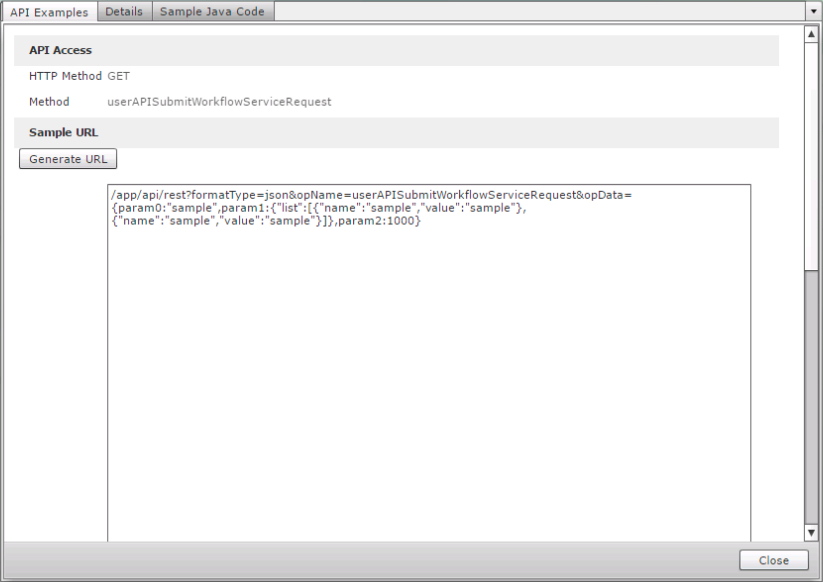 API Examples Details Sample Java Code
API Access
HTTP Method GET
Method userAPISubmitWorkflowServiceRequest
Sample URL
Generate URL
/app/api/rest?formatType=json&opName=userAPISubmitWorkflowServiceRequest&opData=
{param0:"sample",param1:{"list":[{"name":"sample","value":"sample"},
{"name":"sample","value":"sample"}]},param2:1000}
Close